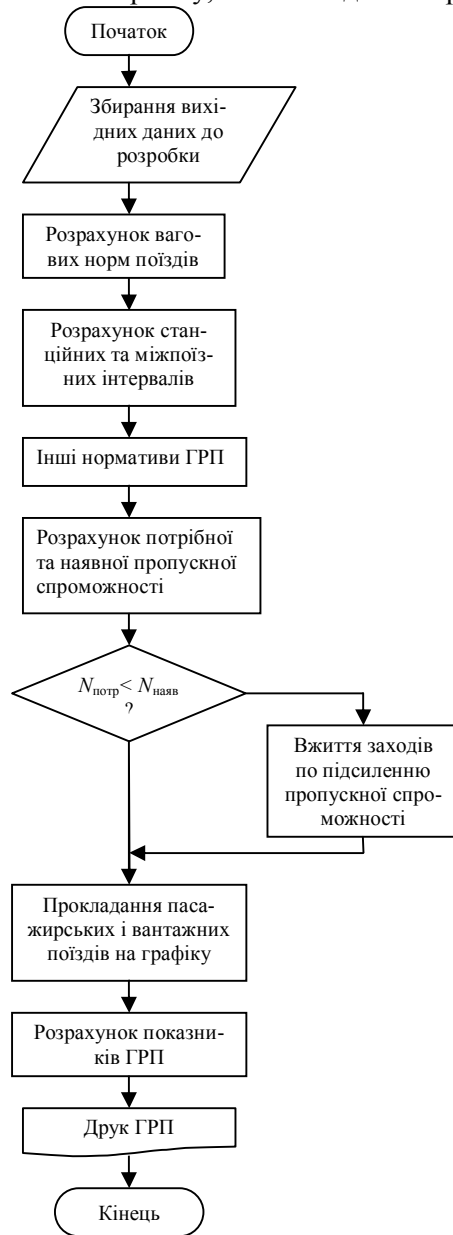 Початок
Збирання вихі-
дних даних до
розробки
Розрахунок ваго-
вих норм поїздів
Розрахунок стан-
ційних та міжпоїз-
них інтервалів
Інші нормативи ГРП
Розрахунок потрібної
та наявної пропускної
спроможності
Nпотр< Nнаяв
?
Вжиття заходів
по підсиленню
пропускної спро-
можності
Прокладання паса-
жирських і вантажних
поїздів на графіку
Розрахунок показни-
ків ГРП
Друк ГРП
Кінець